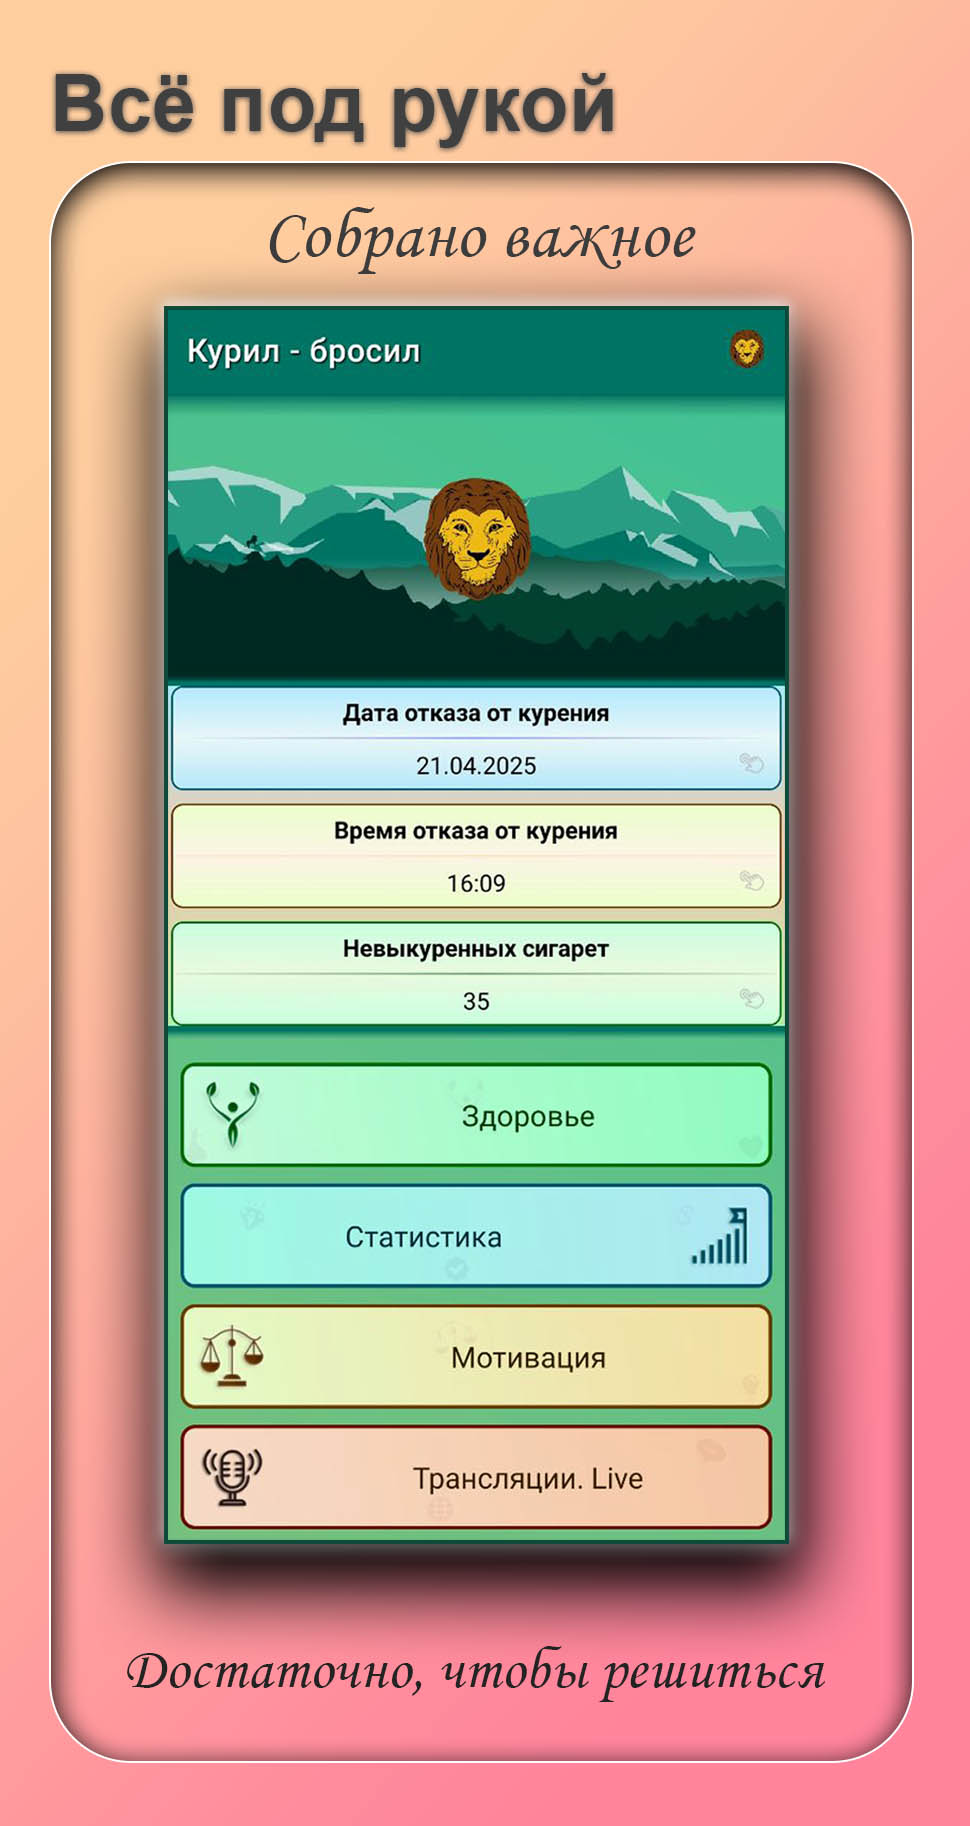 Всё под рукой
Собрано важное
Курил - бросил
Дата отказа от курения
21.04.2025
Время отказа от курения
16:09
Невыкуренных сигарет
35
Здоровье
Статистика
Мотивация
Трансляции. Live
Достаточно, чтобы решиться